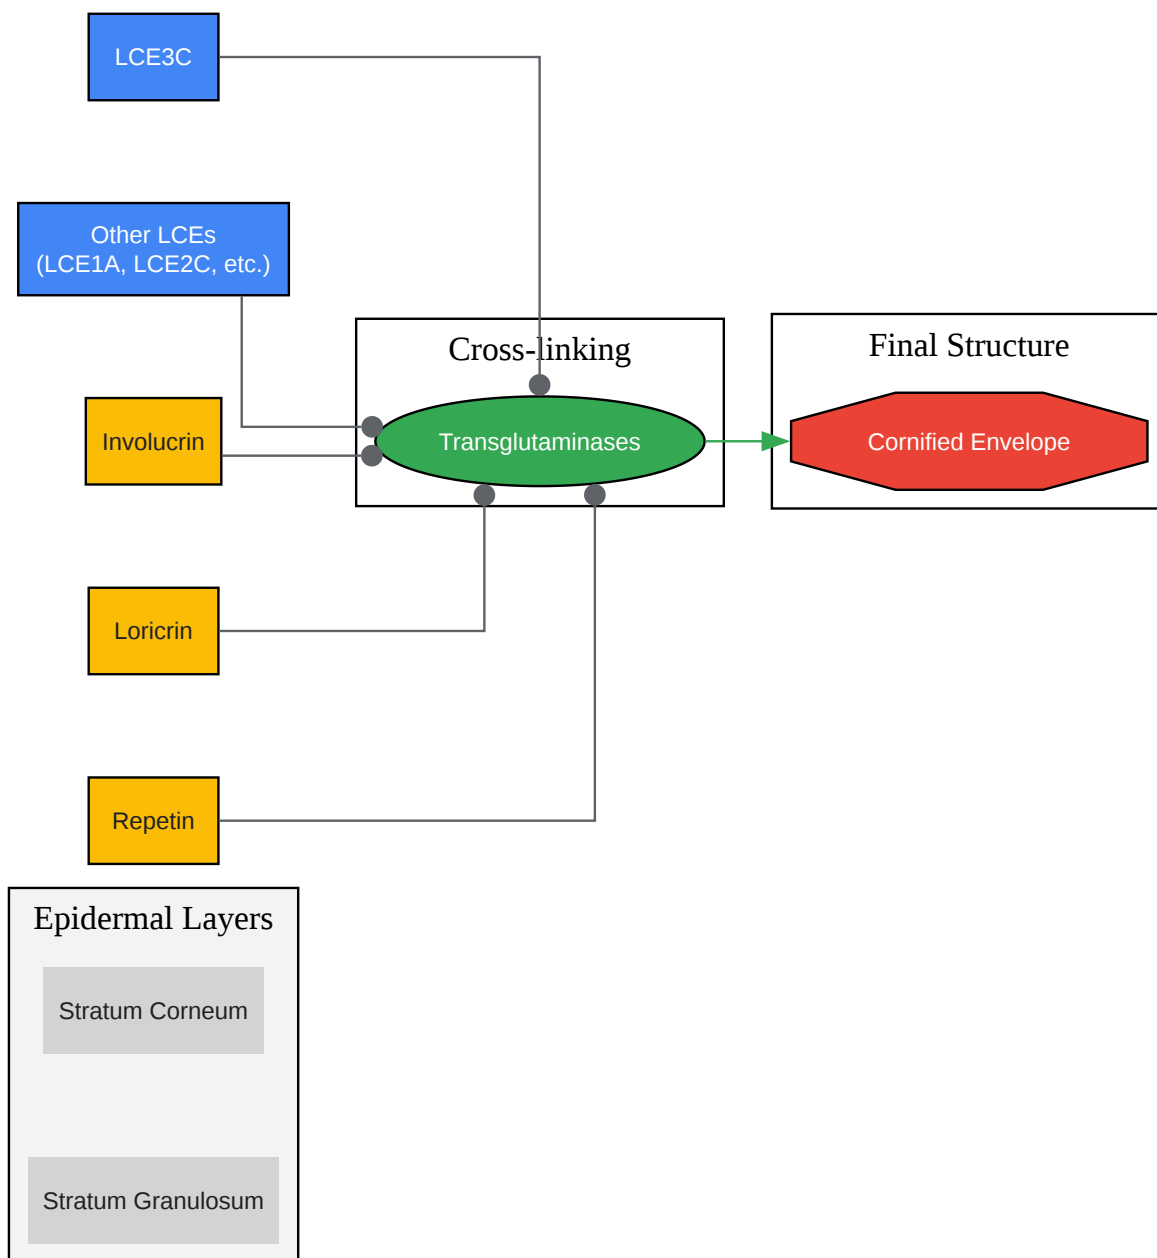 LCE3C
Other LCEs
(LCE1A, LCE2C, etc.)
Cross-linking
Final Structure
Involucrin
Transglutaminases
Cornified Envelope
Loricrin
Repetin
Epidermal Layers
Stratum Corneum
Stratum Granulosum